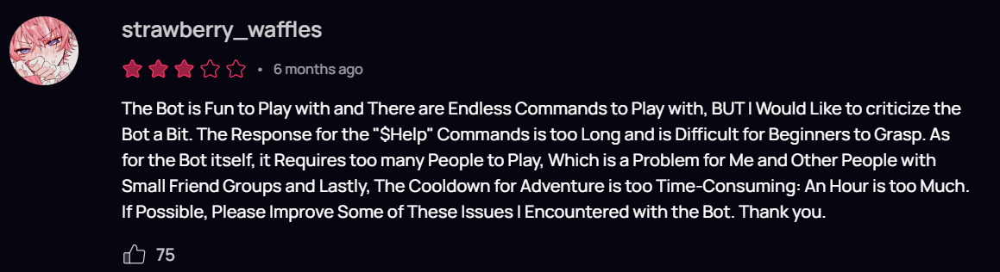 strawberry_waffles
• 6 months ago
The Bot is Fun to Play with and There are Endless Commands to Play with, BUT I Would Like to criticize the
Bot a Bit. The Response for the "$Help" Commands is too Long and is Difficult for Beginners to Grasp. As
for the Bot itself, it Requires too many People to Play, Which is a Problem for Me and Other People with
Small Friend Groups and Lastly, The Cooldown for Adventure is too Time-Consuming: An Hour is too Much.
If Possible, Please Improve Some of These Issues I Encountered with the Bot. Thank you.
75